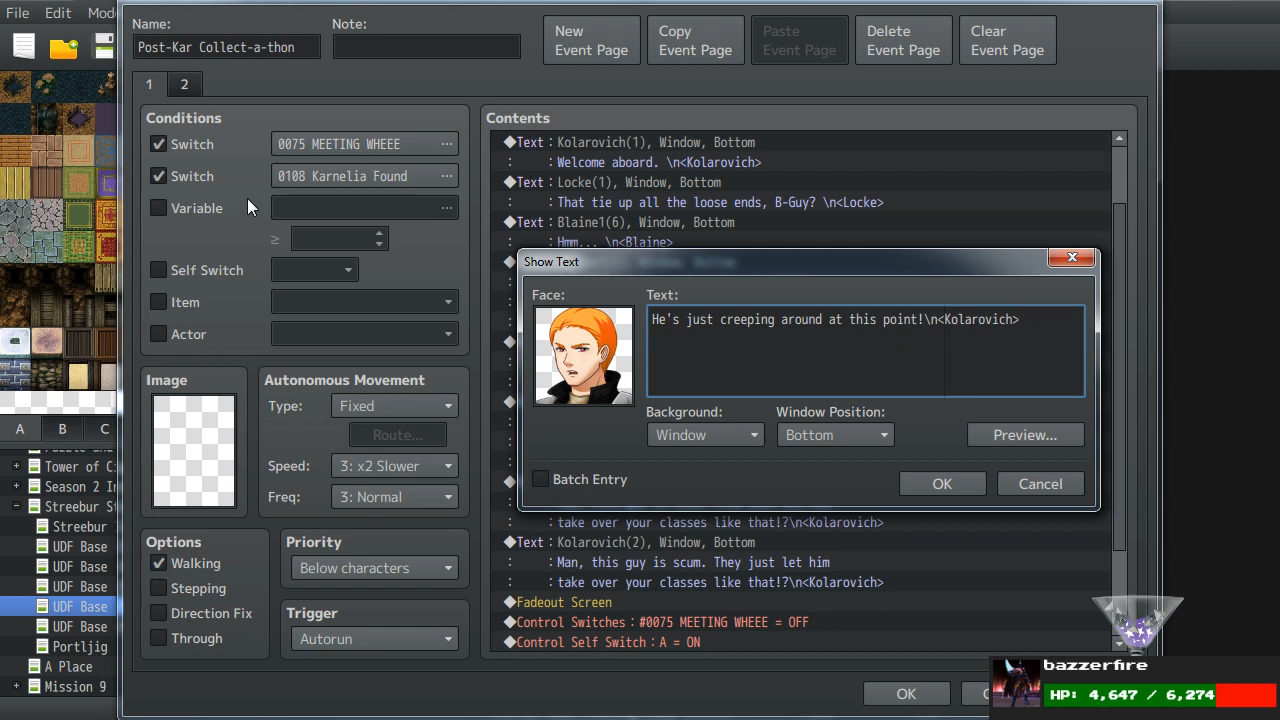 File Edit Mod
Name: Note:
Post-Kar Collect-a-thon
New Event Page
Copy Event Page
Paste Event Page
Delete Event Page
Clear Event Page
1 2
Conditions
Switch 0075 MEETING WHEEE ...
Switch 0108 Karnelia Found ...
Variable ...
≥
Self Switch
Item
Actor
Image
Autonomous Movement
Type: Fixed
Route...
Speed: 3: x2 Slower
Freq: 3: Normal
Options
Walking
Stepping
Direction Fix
Through
Priority
Below characters
Trigger
Autorun
Contents
◆Text：Kolarovich(1), Window, Bottom
：Welcome aboard. \n<Kolarovich>
◆Text：Locke(1), Window, Bottom
：That tie up all the loose ends, B-Guy? \n<Locke>
◆Text：Blaine1(6), Window, Bottom
：Hmm... \n<Blaine>
Show Text
Face: Text:
He's just creeping around at this point!\n<Kolarovich>
Background: Window Position:
Window Bottom Preview...
Batch Entry
OK Cancel
：take over your classes like that!?\n<Kolarovich>
◆Text：Kolarovich(2), Window, Bottom
：Man, this guy is scum. They just let him
：take over your classes like that!?\n<Kolarovich>
◆Fadeout Screen
◆Control Switches：#0075 MEETING WHEEE = OFF
◆Control Self Switch：A = ON
OK
A B C
Tower of C
Season 2 I
Streebur St
Streebur
UDF Base
UDF Base
UDF Base
UDF Base
UDF Base
Portljig
A Place
Mission 9
bazzerfire
HP: 4,647 / 6,274